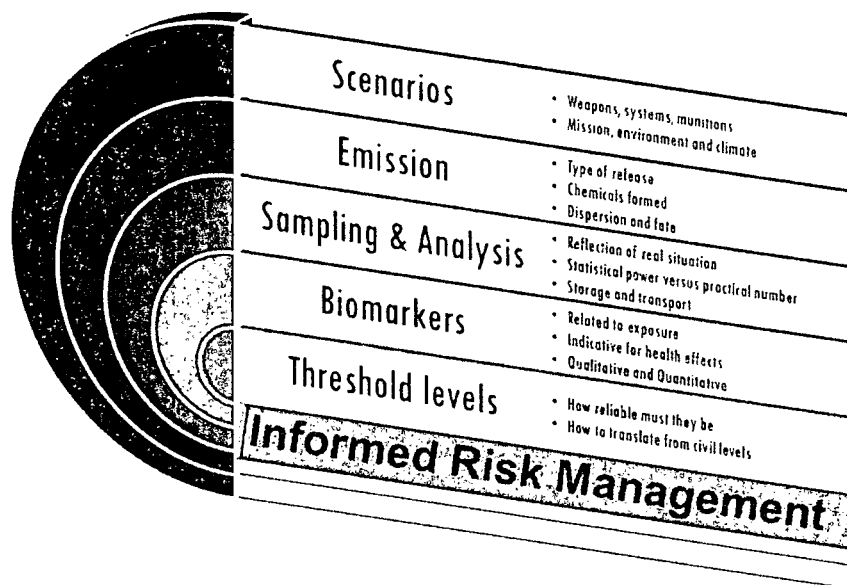 Scenarios
• Weapons, systems, munitions
• Mission, environment and climate
Emission
• Type of release
• Chemicals formed
• Dispersion and fate
Sampling & Analysis
• Reflection of real situation
• Statistical power versus practical number
• Storage and transport
Biomarkers
• Related to exposure
• Indicative for health effects
• Qualitative and Quantitative
Threshold levels
• How reliable must they be
• How to translate from civil levels
Informed Risk Management